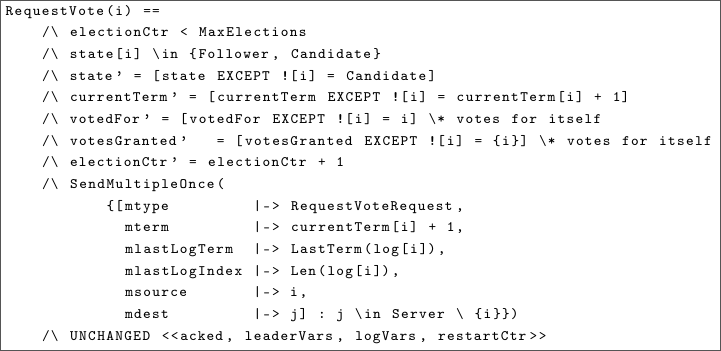 RequestVote(i) ==
/\ electionCtr < MaxElections
/\ state[i] \in {Follower, Candidate}
/\ state' = [state EXCEPT ![i] = Candidate]
/\ currentTerm' = [currentTerm EXCEPT ![i] = currentTerm[i] + 1]
/\ votedFor' = [votedFor EXCEPT ![i] = i] \* votes for itself
/\ votesGranted' = [votesGranted EXCEPT ![i] = {i}] \* votes for itself
/\ electionCtr' = electionCtr + 1
/\ SendMultipleOnce(
{[mtype |-> RequestVoteRequest,
mterm |-> currentTerm[i] + 1,
mlastLogTerm |-> LastTerm(log[i]),
mlastLogIndex |-> Len(log[i]),
msource |-> i,
mdest |-> j] : j \in Server \ {i}})
/\ UNCHANGED <<acked, leaderVars, logVars, restartCtr>>